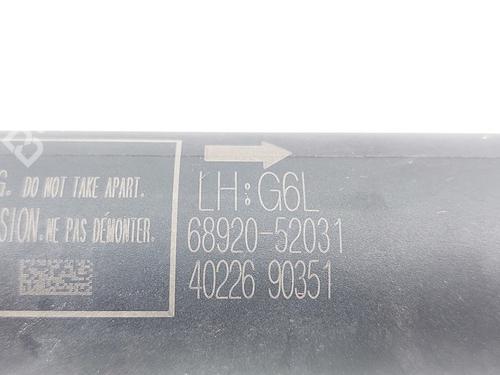 G. DO NOT TAKE APART.
SION. NE PAS DÉMONTER.
LH:G6L
68920-52031
40226 90351